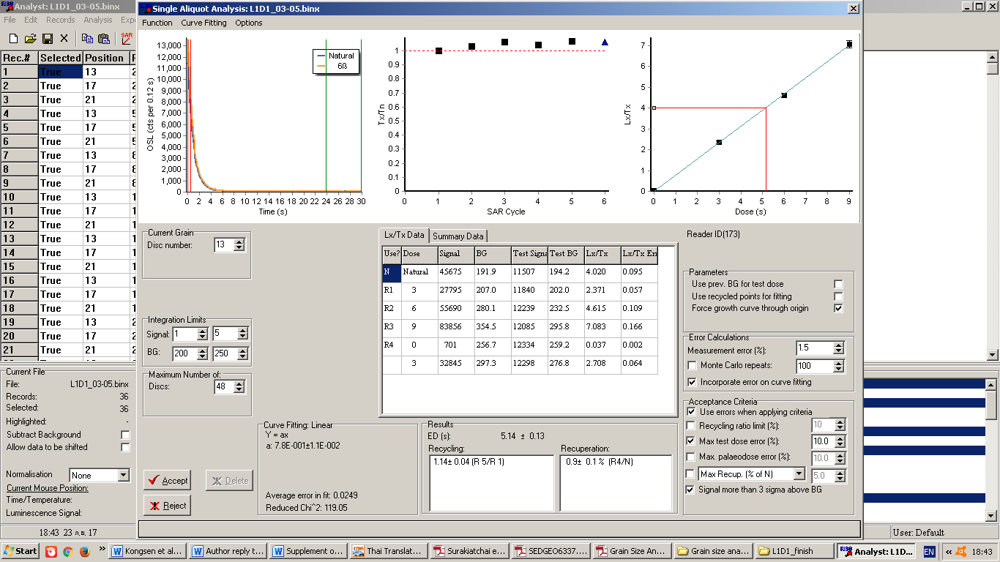 Analyst: L1D1_03-05.binx
File Edit Records Analysis Expo
SAR
Rec.# Selected Position
1 True 13 2
2 True 17 2
3 True 21 2
4 True 13 5
5 True 17 5
6 True 21 5
7 True 13 8
8 True 17 8
9 True 21 8
10 True 13 1
11 True 17 1
12 True 21 1
13 True 13 1
14 True 17 1
15 True 21 1
16 True 13 1
17 True 17 1
18 True 21 1
19 True 13 2
20 True 17 2
21 True 21 2
Current File
File: L1D1_03-05.binx
Records: 36
Selected: 36
Highlighted: -
Subtract Background
Allow data to be shifted
Normalisation None
Current Mouse Position:
Time/Temperature:
Luminescence Signal:
18:43 23 ก.ย. 17
Single Aliquot Analysis: L1D1_03-05.binx
Function Curve Fitting Options
OSL (cts per 0.12 s)
13,000
12,000
11,000
10,000
9,000
8,000
7,000
6,000
5,000
4,000
3,000
2,000
1,000
0
0 2 4 6 8 10 12 14 16 18 20 22 24 26 28 30
Time (s)
Natural
6ß
Tx/Tn
1
0.9
0.8
0.7
0.6
0.5
0.4
0.3
0.2
0.1
0
0 1 2 3 4 5 6
SAR Cycle
Lx/Tx
7
6
5
4
3
2
1
0
0 1 2 3 4 5 6 7 8 9
Dose (s)
Current Grain
Disc number: 13
Integration Limits
Signal: 1 5
BG: 200 250
Maximum Number of:
Discs: 48
Lx/Tx Data Summary Data
Use? Dose Signal BG Test Signa Test BG Lx/Tx Lx/Tx Err
N Natural 45675 191.9 11507 194.2 4.020 0.095
R1 3 27795 207.0 11840 202.0 2.371 0.057
R2 6 55690 280.1 12239 232.5 4.615 0.109
R3 9 83856 354.5 12085 295.8 7.083 0.166
R4 0 701 256.7 12334 259.2 0.037 0.002
3 32845 297.3 12298 276.8 2.708 0.064
Reader ID(173)
Parameters
Use prev. BG for test dose
Use recycled points for fitting
Force growth curve through origin
Error Calculations
Measurement error (%): 1.5
Monte Carlo repeats: 100
Incorporate error on curve fitting
Acceptance Criteria
Use errors when applying criteria
Recycling ratio limit (%): 10
Max test dose error (%): 10.0
Max. palaeodose error (%): 10.0
Max Recup. (% of N) 5.0
Signal more than 3 sigma above BG
Accept Delete
Reject
Curve Fitting: Linear
Y = ax
a: 7.8E-001±1.1E-002
Average error in fit: 0.0249
Reduced Chi^2: 119.05
Results
ED (s): 5.14 ± 0.13
Recycling: Recuperation:
1.14± 0.04 (R 5/R 1) 0.9± 0.1 % (R4/N)
User: Default
Start Kongsen et al... Author reply t... Supplement o... Thai Translat... Surakiatchai e... SEDGEO6337.... Grain Size An... Grain size ana... L1D1_finish Analyst: L1D... EN 18:43